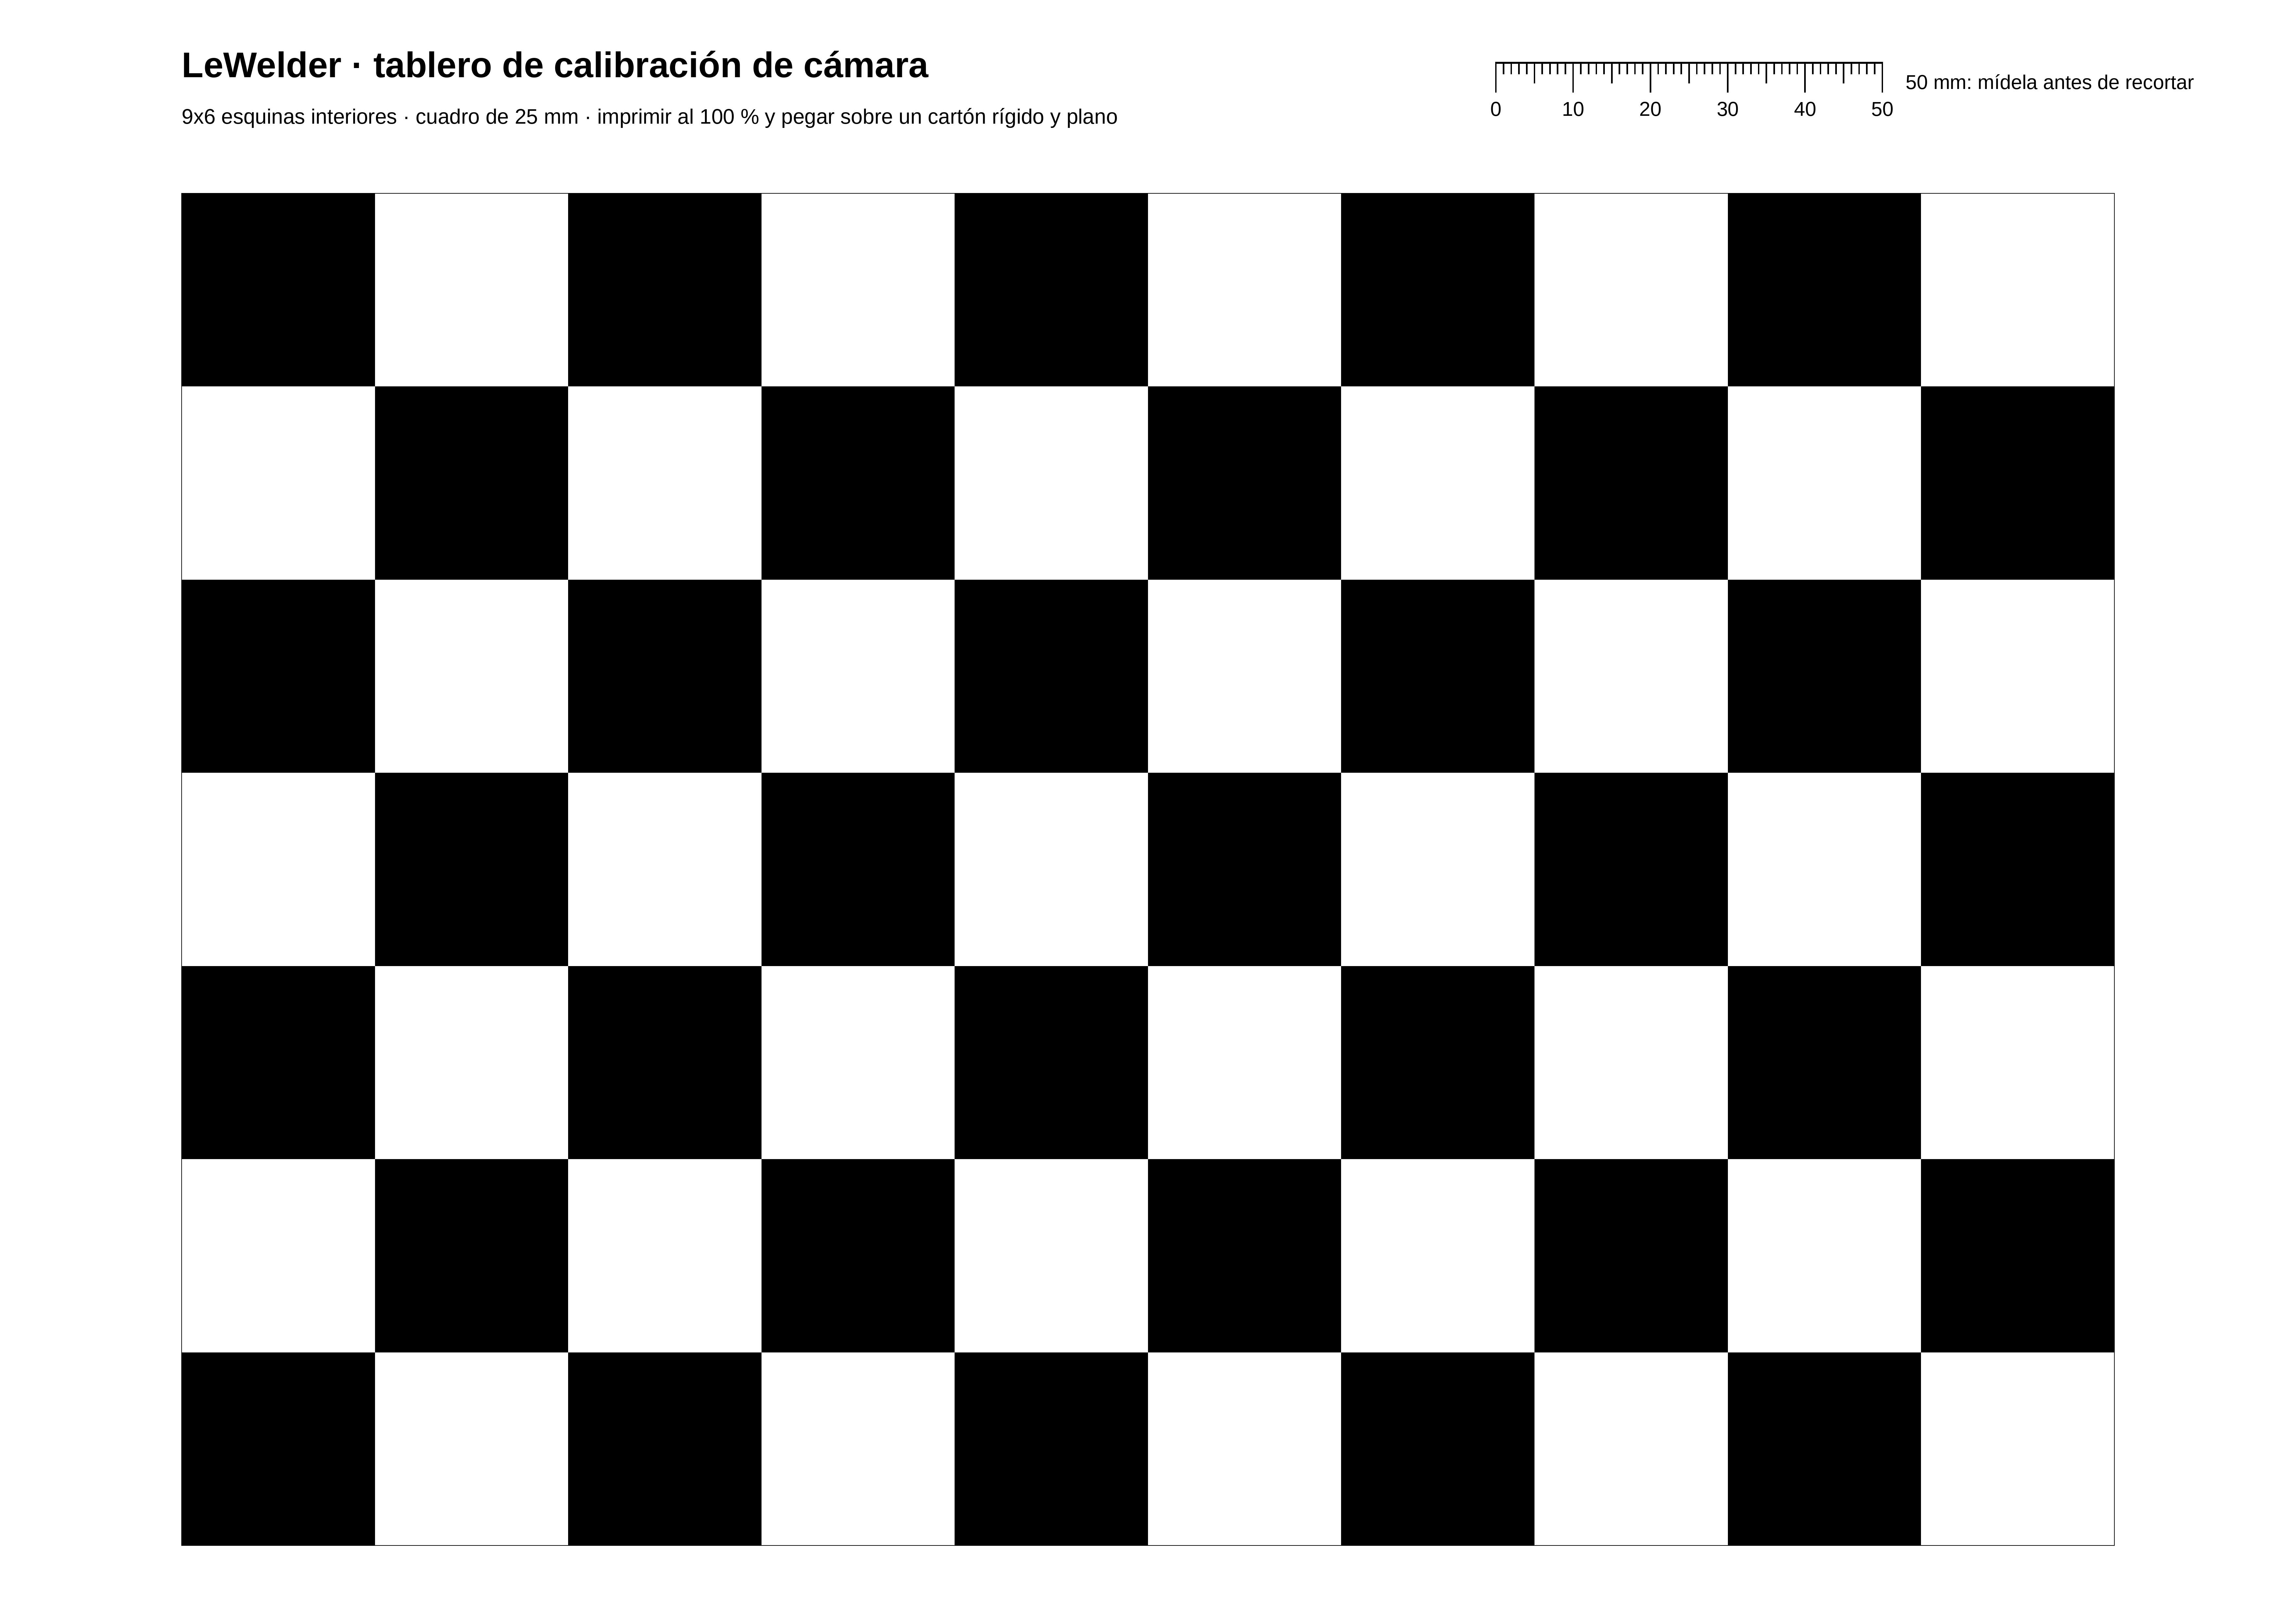 LeWelder · tablero de calibración de cámara
9x6 esquinas interiores · cuadro de 25 mm · imprimir al 100 % y pegar sobre un cartón rígido y plano
50 mm: mídela antes de recortar
0 10 20 30 40 50